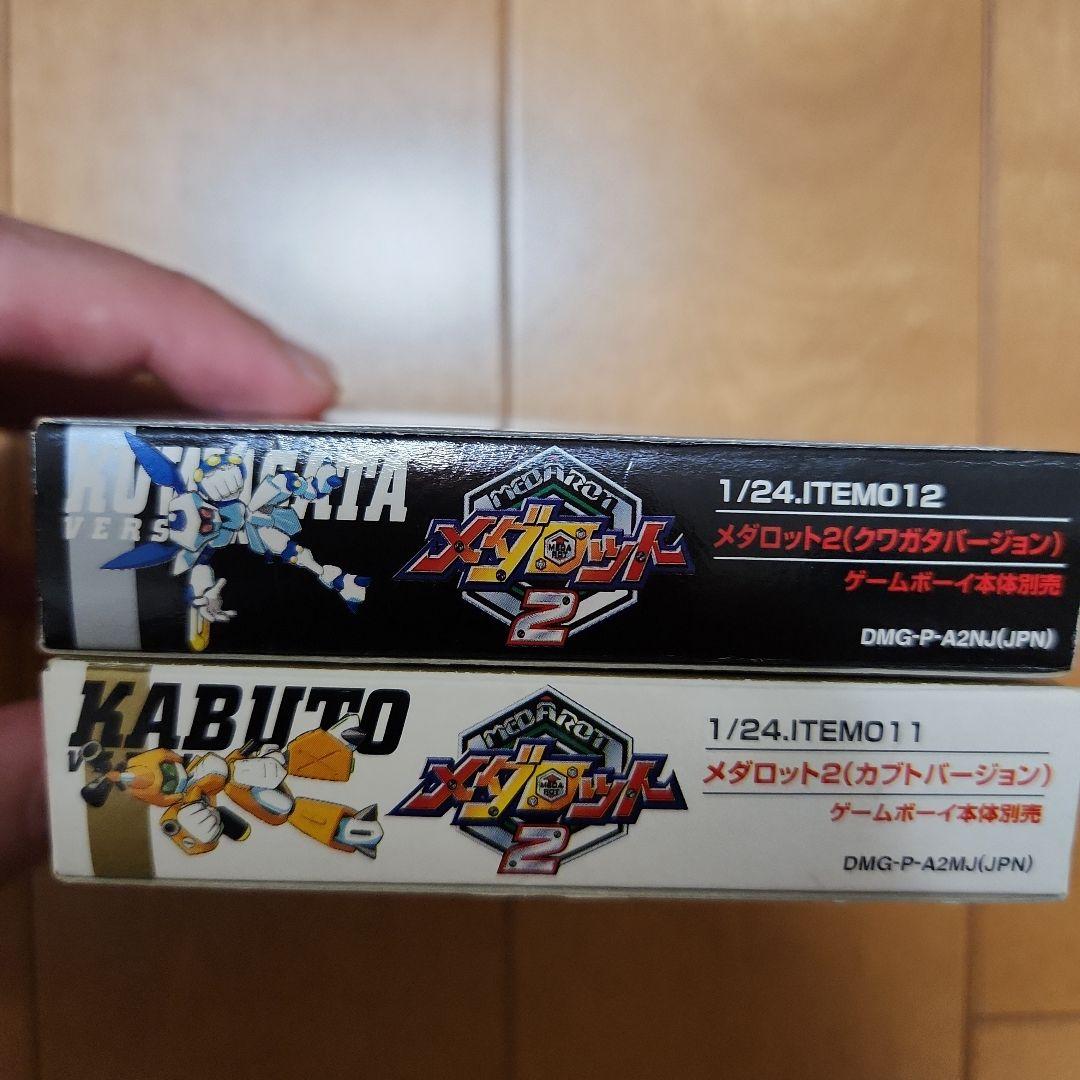 KUWAGATA
VERS
MEDAROT
メダロット
MEDA
ROT
2
1/24.ITEM012
メダロット2(クワガタバージョン)
ゲームボーイ本体別売
DMG-P-A2NJ(JPN)
KABUTO
MEDAROT
メダロット
MEDA
ROT
2
1/24.ITEM011
メダロット2(カブトバージョン)
ゲームボーイ本体別売
DMG-P-A2MJ(JPN)